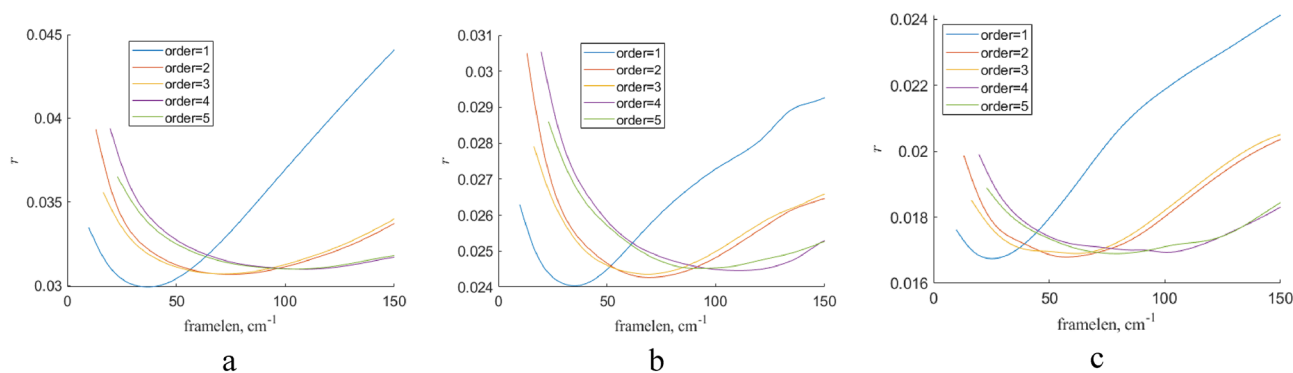 0.045
0.04
0.035
0.03
r
order=1
order=2
order=3
order=4
order=5
0
50
100
150
framelen, cm-1
a
0.031
0.03
0.029
0.028
0.027
0.026
0.025
0.024
r
order=1
order=2
order=3
order=4
order=5
0
50
100
150
framelen, cm-1
b
0.024
0.022
0.02
0.018
0.016
r
order=1
order=2
order=3
order=4
order=5
0
50
100
150
framelen, cm-1
c